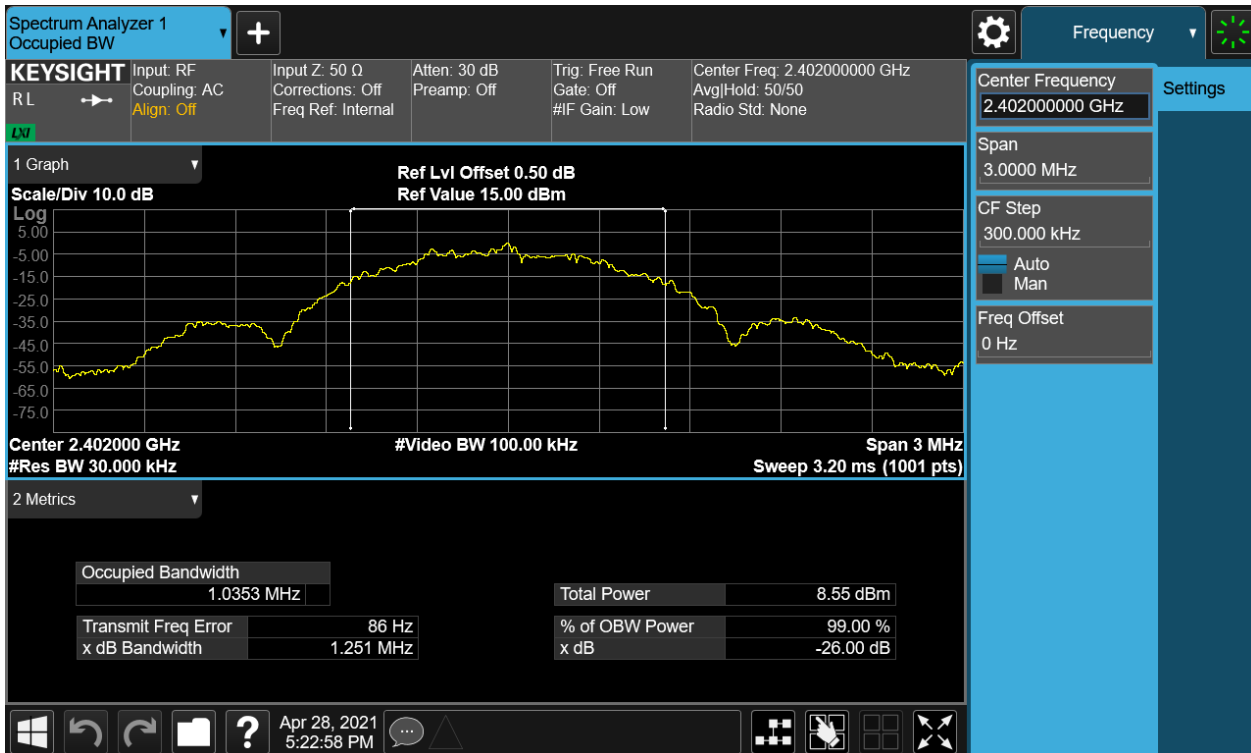 Spectrum Analyzer 1
Occupied BW
+
Frequency
KEYSIGHT
R L
LXI
Input: RF
Coupling: AC
Align: Off
Input Z: 50 Ω
Corrections: Off
Freq Ref: Internal
Atten: 30 dB
Preamp: Off
Trig: Free Run
Gate: Off
#IF Gain: Low
Center Freq: 2.402000000 GHz
Avg|Hold: 50/50
Radio Std: None
Center Frequency
2.402000000 GHz
Settings
Span
3.0000 MHz
CF Step
300.000 kHz
Auto
Man
Freq Offset
0 Hz
1 Graph
Ref Lvl Offset 0.50 dB
Scale/Div 10.0 dB
Ref Value 15.00 dBm
Log
5.00
-5.00
-15.0
-25.0
-35.0
-45.0
-55.0
-65.0
-75.0
Center 2.402000 GHz
#Video BW 100.00 kHz
Span 3 MHz
#Res BW 30.000 kHz
Sweep 3.20 ms (1001 pts)
2 Metrics
Occupied Bandwidth
1.0353 MHz
Total Power 8.55 dBm
Transmit Freq Error 86 Hz
% of OBW Power 99.00 %
x dB Bandwidth 1.251 MHz
x dB -26.00 dB
?
Apr 28, 2021
5:22:58 PM